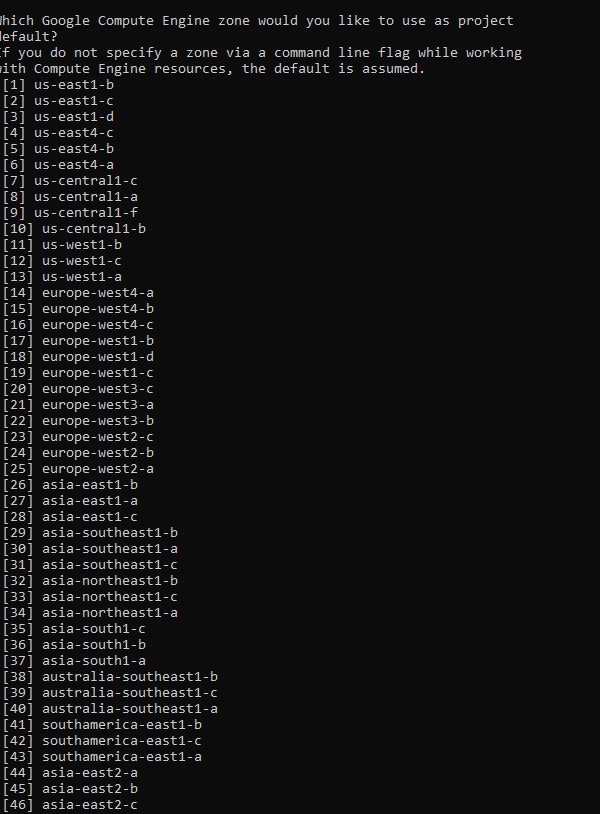 Which Google Compute Engine zone would you like to use as project
default?
If you do not specify a zone via a command line flag while working
with Compute Engine resources, the default is assumed.
[1] us-east1-b
[2] us-east1-c
[3] us-east1-d
[4] us-east4-c
[5] us-east4-b
[6] us-east4-a
[7] us-central1-c
[8] us-central1-a
[9] us-central1-f
[10] us-central1-b
[11] us-west1-b
[12] us-west1-c
[13] us-west1-a
[14] europe-west4-a
[15] europe-west4-b
[16] europe-west4-c
[17] europe-west1-b
[18] europe-west1-d
[19] europe-west1-c
[20] europe-west3-c
[21] europe-west3-a
[22] europe-west3-b
[23] europe-west2-c
[24] europe-west2-b
[25] europe-west2-a
[26] asia-east1-b
[27] asia-east1-a
[28] asia-east1-c
[29] asia-southeast1-b
[30] asia-southeast1-a
[31] asia-southeast1-c
[32] asia-northeast1-b
[33] asia-northeast1-c
[34] asia-northeast1-a
[35] asia-south1-c
[36] asia-south1-b
[37] asia-south1-a
[38] australia-southeast1-b
[39] australia-southeast1-c
[40] australia-southeast1-a
[41] southamerica-east1-b
[42] southamerica-east1-c
[43] southamerica-east1-a
[44] asia-east2-a
[45] asia-east2-b
[46] asia-east2-c